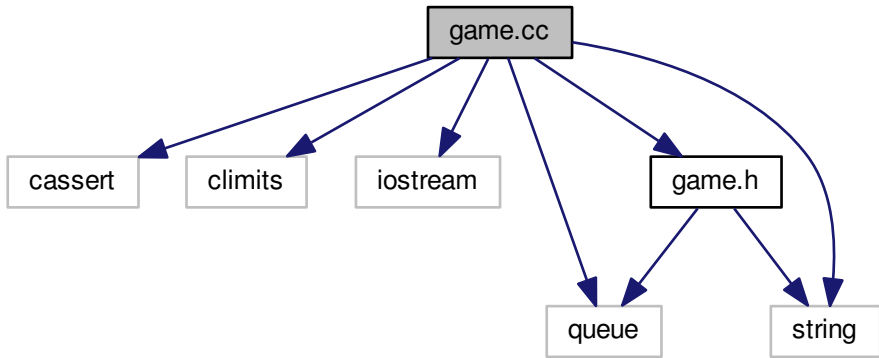 game.cc
cassert
climits
iostream
game.h
queue
string